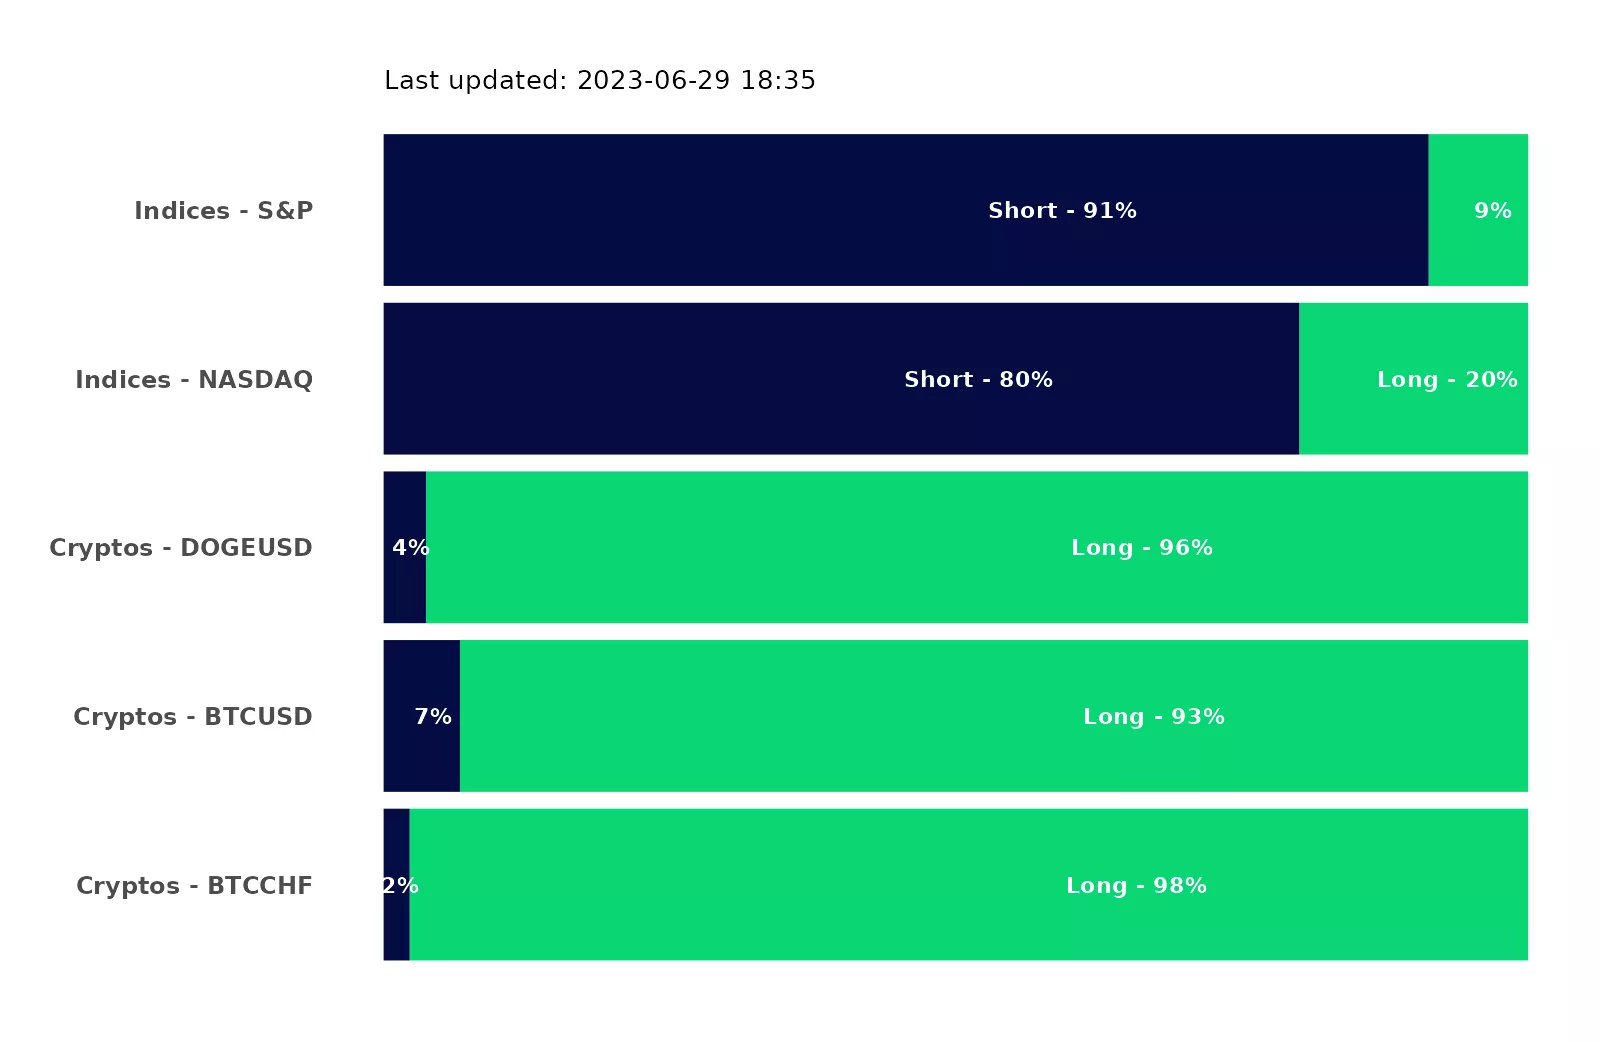 Last updated: 2023-06-29 18:35
Indices - S&P Short - 91% 9%
Indices - NASDAQ Short - 80% Long - 20%
Cryptos - DOGEUSD 4% Long - 96%
Cryptos - BTCUSD 7% Long - 93%
Cryptos - BTCCHF 2% Long - 98%